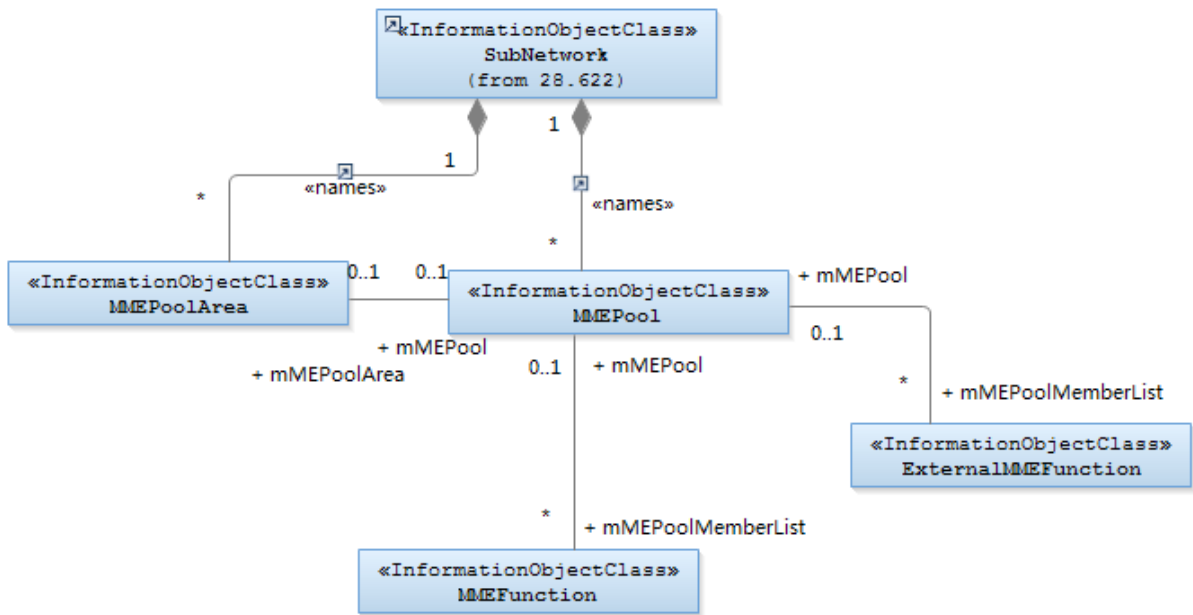 «InformationObjectClass»
SubNetwork
(from 28.622)
1
1
«names»
«names»
*
*
«InformationObjectClass»
MMEPoolArea
0..1
0..1
«InformationObjectClass»
MMEPool
+ mMEPool
0..1
+ mMEPool
+ mMEPoolArea
0..1
+ mMEPool
*
+ mMEPoolMemberList
«InformationObjectClass»
ExternalMMEFunction
*
+ mMEPoolMemberList
«InformationObjectClass»
MMEFunction